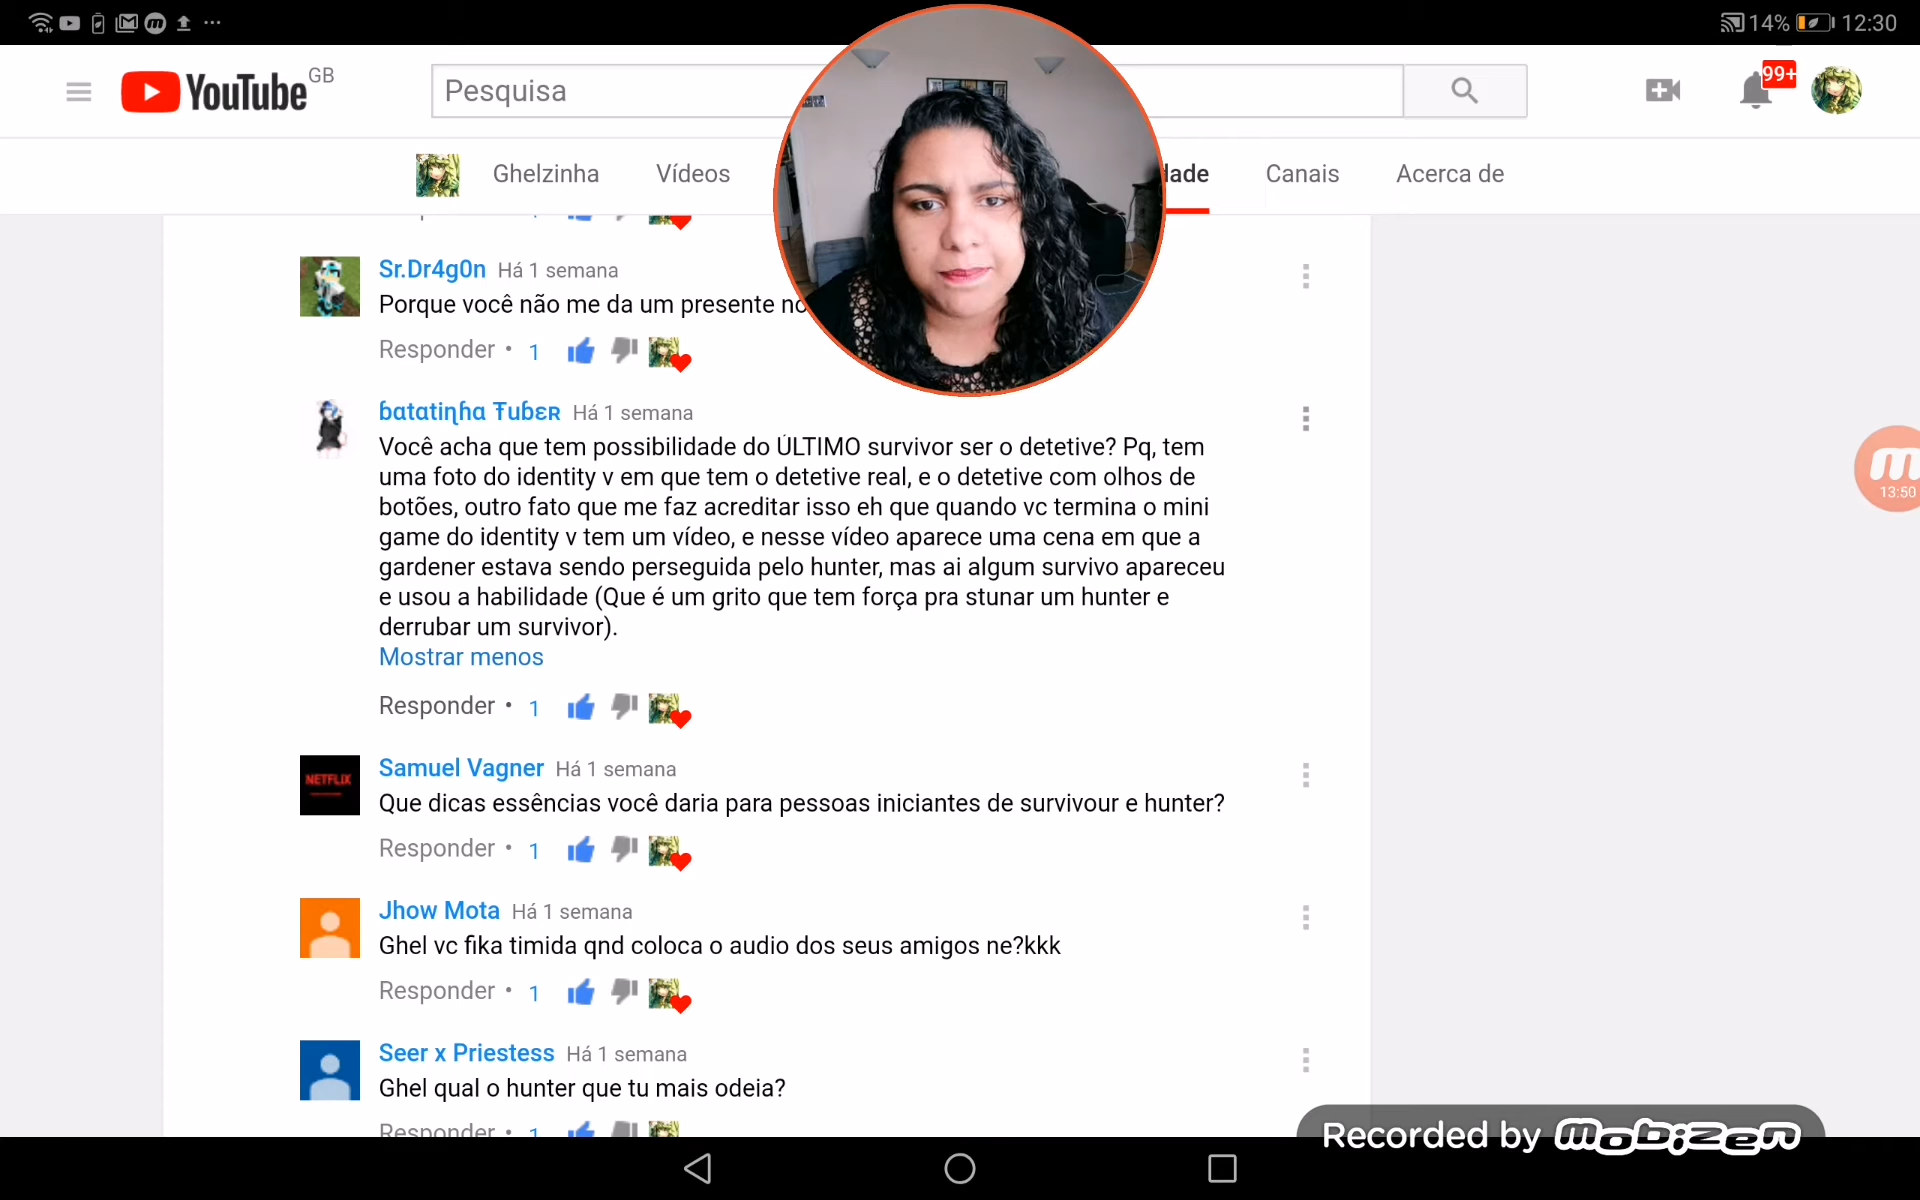 14% 12:30
YouTube GB
Pesquisa
99+
Ghelzinha Vídeos dade Canais Acerca de
Sr.Dr4g0n Há 1 semana
Porque você não me da um presente no
Responder • 1
ɓαtαtiɳɦα ŦuɓɛR Há 1 semana
Você acha que tem possibilidade do ÚLTIMO survivor ser o detetive? Pq, tem
uma foto do identity v em que tem o detetive real, e o detetive com olhos de
botões, outro fato que me faz acreditar isso eh que quando vc termina o mini
game do identity v tem um vídeo, e nesse vídeo aparece uma cena em que a
gardener estava sendo perseguida pelo hunter, mas ai algum survivo apareceu
e usou a habilidade (Que é um grito que tem força pra stunar um hunter e
derrubar um survivor).
Mostrar menos
Responder • 1
NETFLIX
Samuel Vagner Há 1 semana
Que dicas essências você daria para pessoas iniciantes de survivour e hunter?
Responder • 1
Jhow Mota Há 1 semana
Ghel vc fika timida qnd coloca o audio dos seus amigos ne?kkk
Responder • 1
Seer x Priestess Há 1 semana
Ghel qual o hunter que tu mais odeia?
Responder • 1
m
13:50
Recorded by mobizen